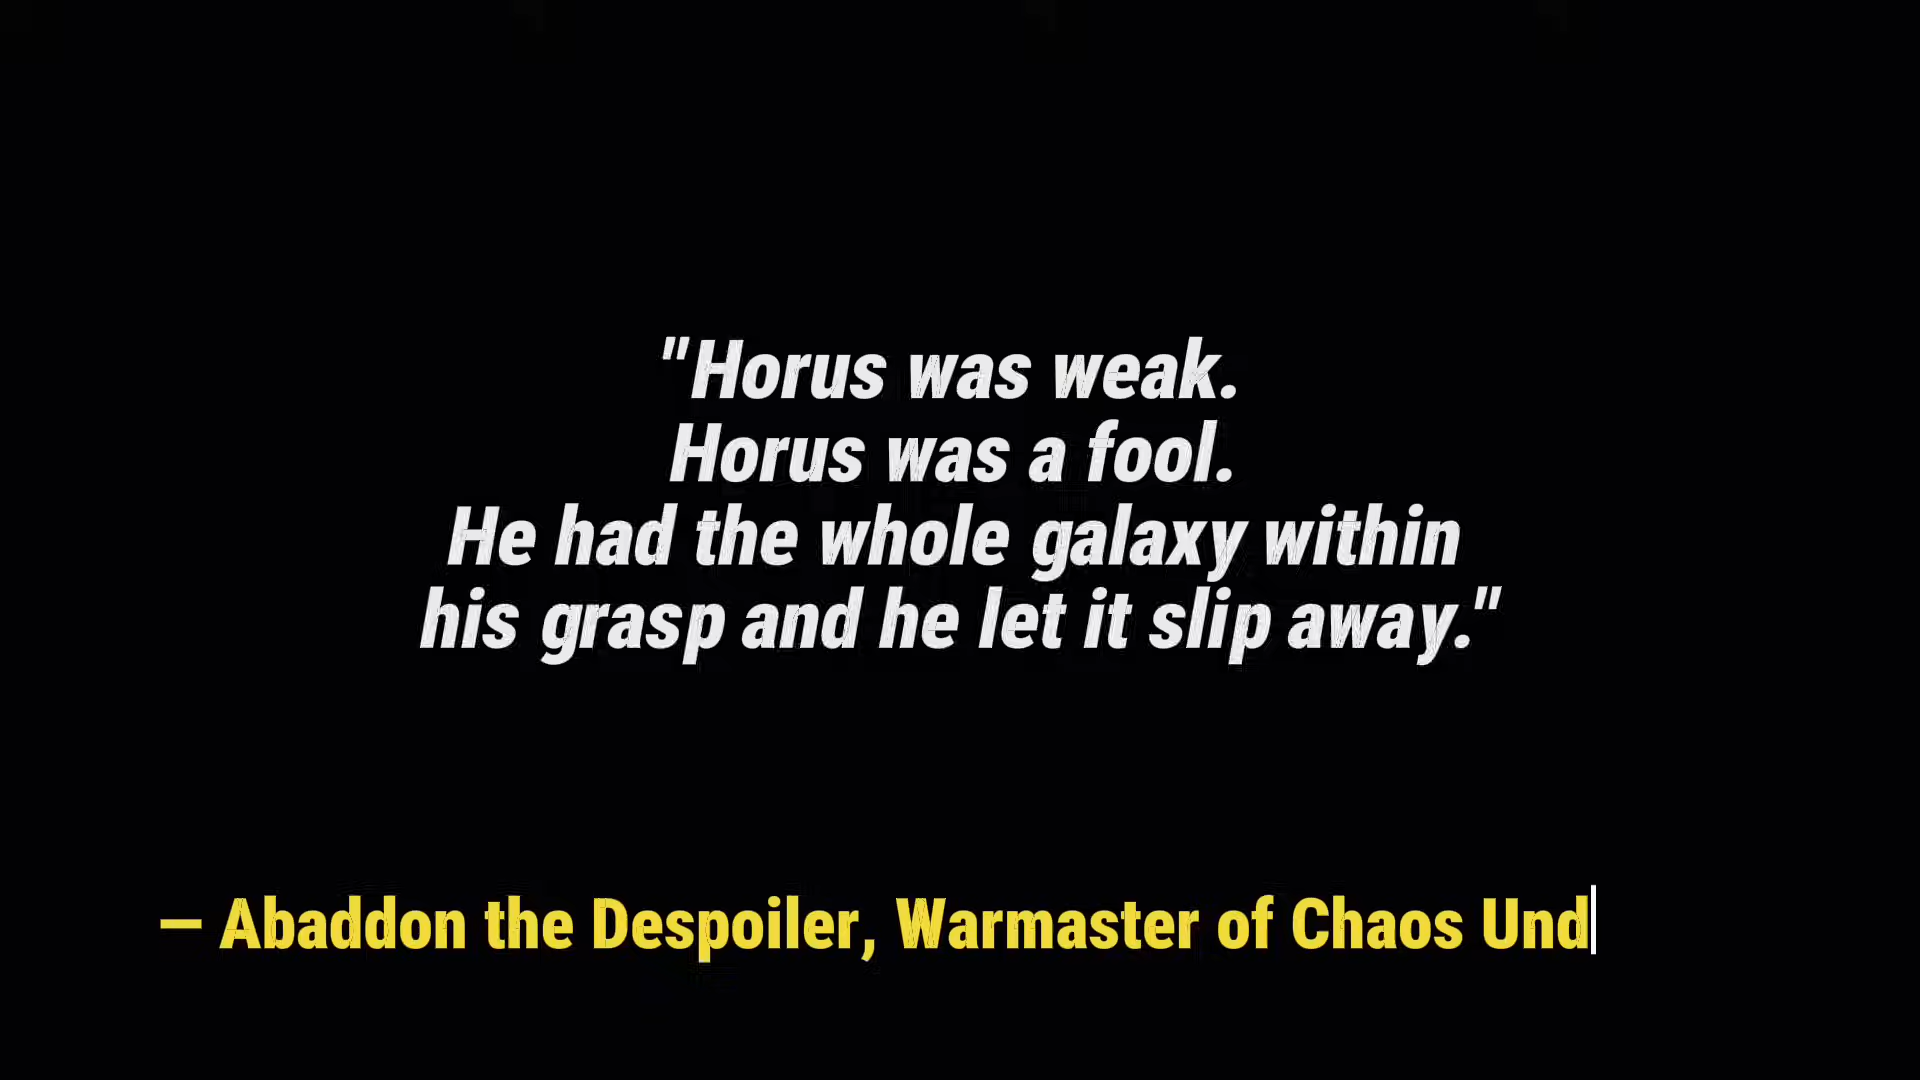 "Horus was weak.
Horus was a fool.
He had the whole galaxy within
his grasp and he let it slip away."
— Abaddon the Despoiler, Warmaster of Chaos Und